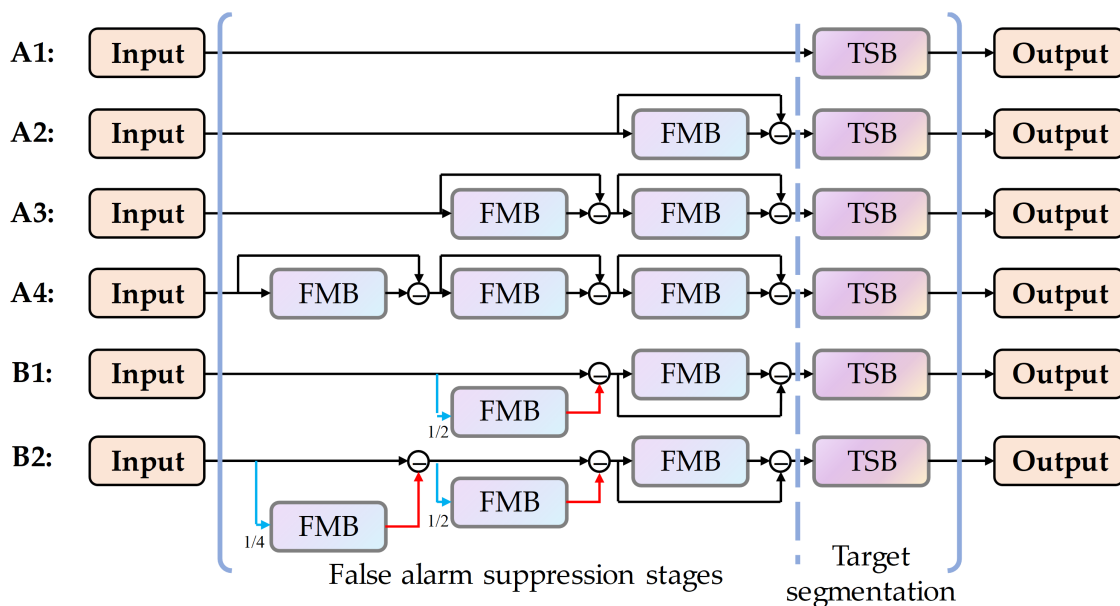 A1: Input TSB Output
A2: Input FMB TSB Output
A3: Input FMB FMB TSB Output
A4: Input FMB FMB FMB TSB Output
B1: Input FMB TSB Output
1/2 FMB
B2: Input FMB TSB Output
1/2 FMB
1/4 FMB
False alarm suppression stages
Target
segmentation